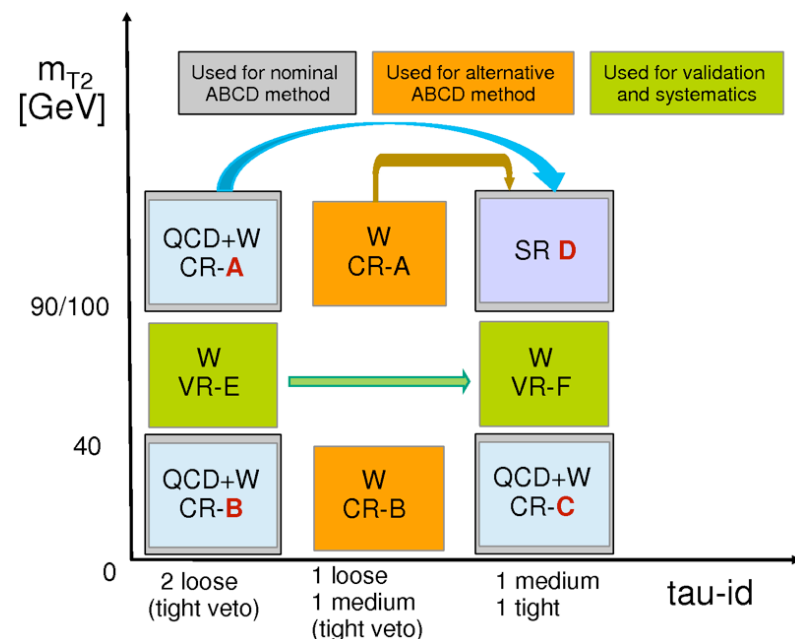 m_T2
[GeV]
Used for nominal
ABCD method
Used for alternative
ABCD method
Used for validation
and systematics
QCD+W
CR-A
W
CR-A
SR D
90/100
W
VR-E
W
VR-F
40
QCD+W
CR-B
W
CR-B
QCD+W
CR-C
0
2 loose
(tight veto)
1 loose
1 medium
(tight veto)
1 medium
1 tight
tau-id